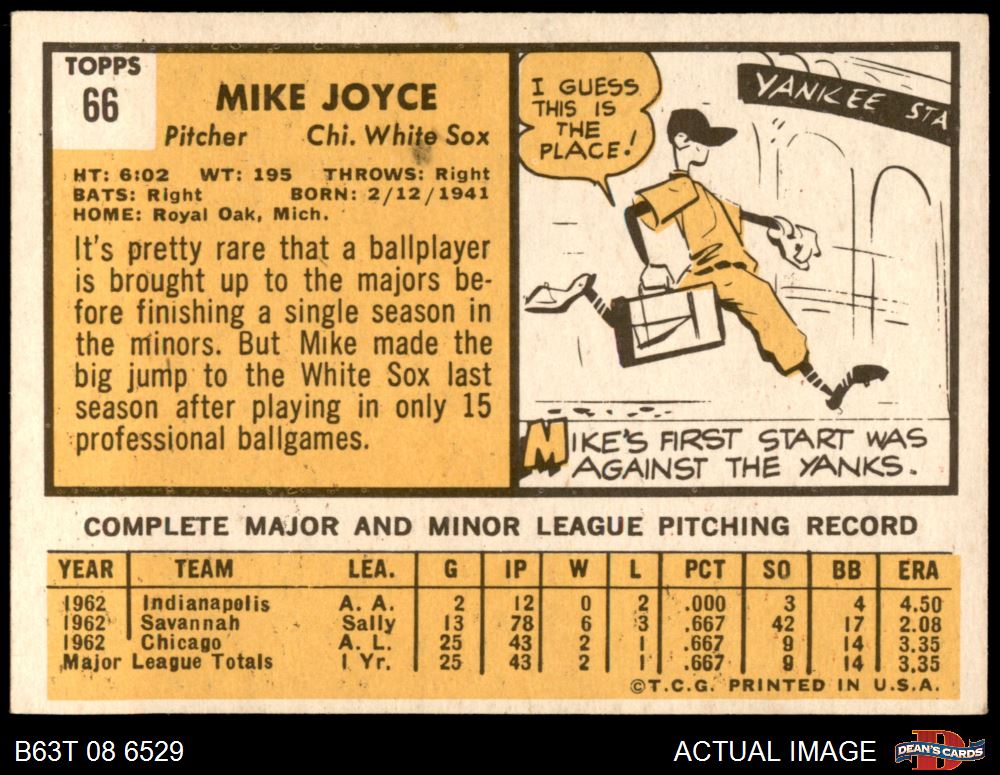 TOPPS
66
MIKE JOYCE
Pitcher Chi. White Sox
HT: 6:02 WT: 195 THROWS: Right
BATS: Right BORN: 2/12/1941
HOME: Royal Oak, Mich.
It's pretty rare that a ballplayer
is brought up to the majors be-
fore finishing a single season in
the minors. But Mike made the
big jump to the White Sox last
season after playing in only 15
professional ballgames.
I GUESS
THIS IS
THE
PLACE!
YANKEE STA
MIKE'S FIRST START WAS
AGAINST THE YANKS.
COMPLETE MAJOR AND MINOR LEAGUE PITCHING RECORD
YEAR TEAM LEA. G IP W L PCT SO BB ERA
1962 Indianapolis A. A. 2 12 0 2 .000 3 4 4.50
1962 Savannah Sally 13 78 6 3 .667 42 17 2.08
1962 Chicago A. L. 25 43 2 1 .667 9 14 3.35
Major League Totals 1 Yr. 25 43 2 1 .667 9 14 3.35
©T.C.G. PRINTED IN U.S.A.
B63T 08 6529 ACTUAL IMAGE DEAN'S CARDS